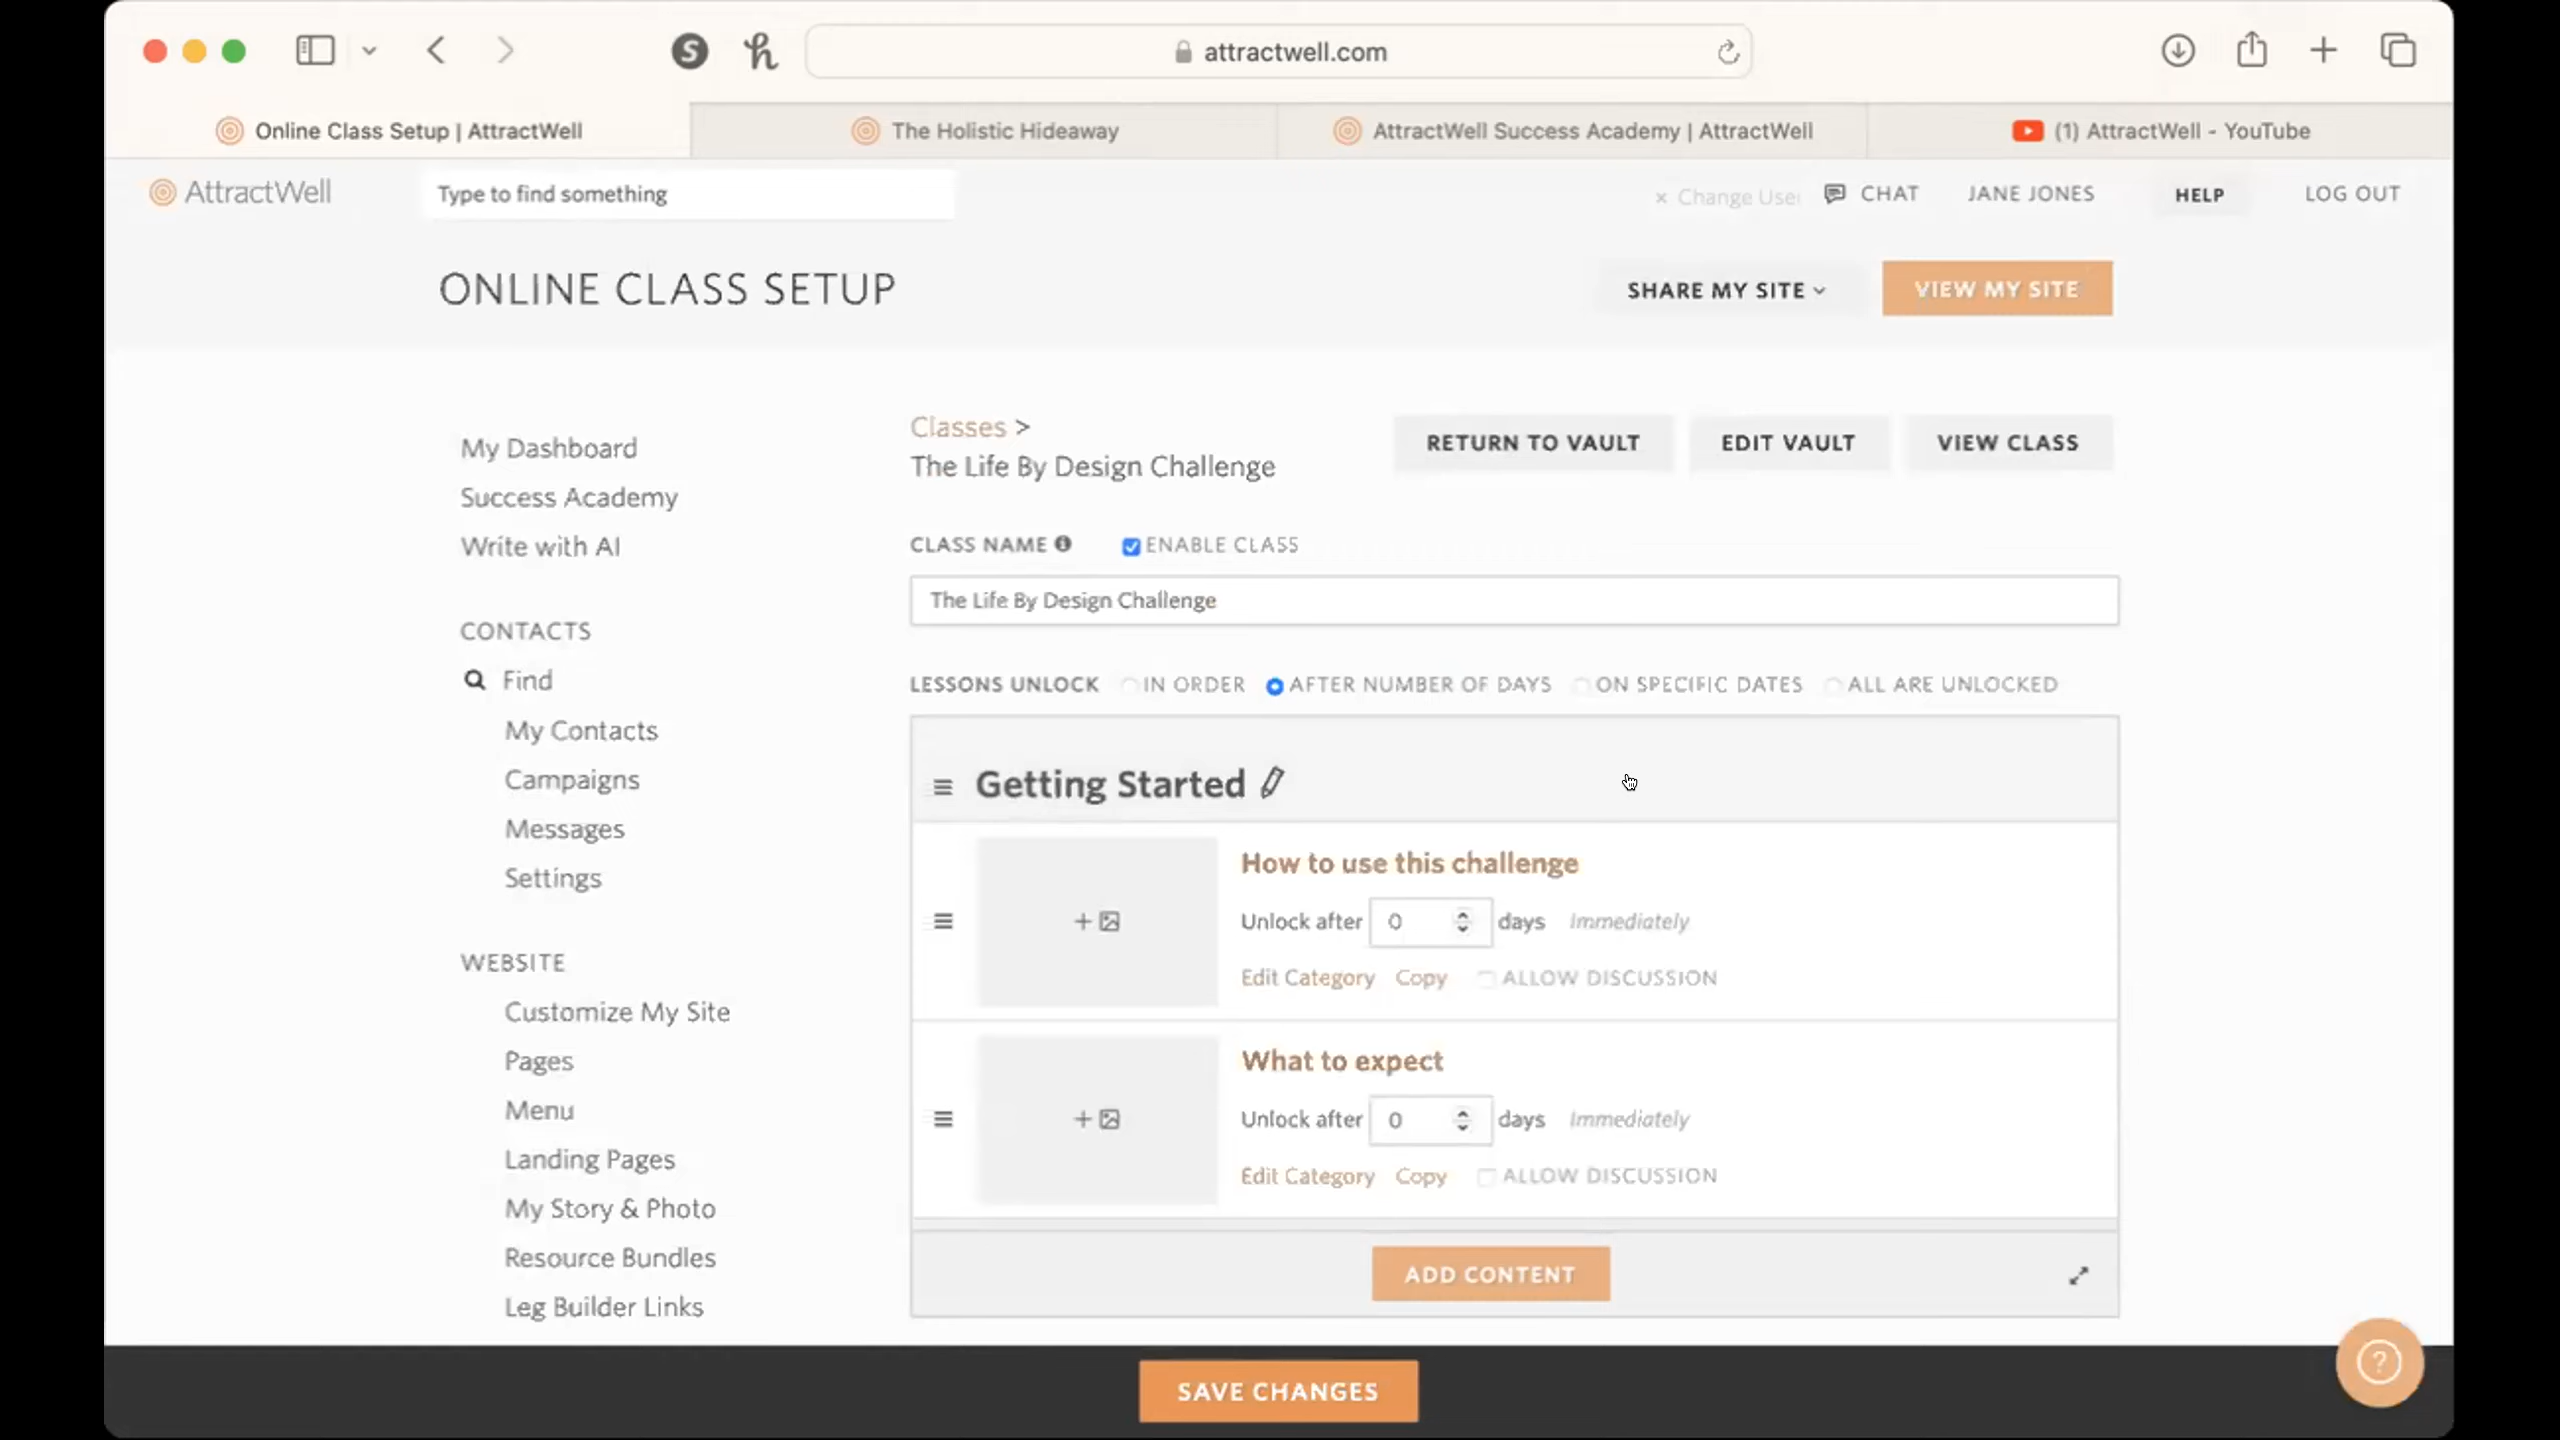 attractwell.com
Online Class Setup | AttractWell
The Holistic Hideaway
AttractWell Success Academy | AttractWell
(1) AttractWell - YouTube
AttractWell
Type to find something
× Change User
CHAT
JANE JONES
HELP
LOG OUT
ONLINE CLASS SETUP
SHARE MY SITE
VIEW MY SITE
My Dashboard
Success Academy
Write with AI
CONTACTS
Find
My Contacts
Campaigns
Messages
Settings
WEBSITE
Customize My Site
Pages
Menu
Landing Pages
My Story & Photo
Resource Bundles
Leg Builder Links
Classes >
The Life By Design Challenge
RETURN TO VAULT
EDIT VAULT
VIEW CLASS
CLASS NAME
ENABLE CLASS
The Life By Design Challenge
LESSONS UNLOCK IN ORDER AFTER NUMBER OF DAYS ON SPECIFIC DATES ALL ARE UNLOCKED
Getting Started
How to use this challenge
Unlock after 0 days Immediately
Edit Category Copy ALLOW DISCUSSION
What to expect
Unlock after 0 days Immediately
Edit Category Copy ALLOW DISCUSSION
ADD CONTENT
SAVE CHANGES